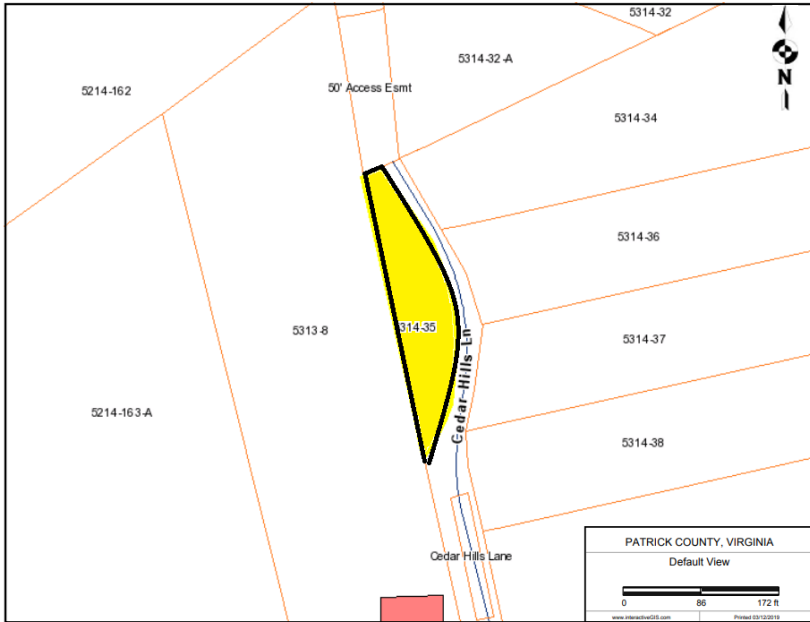 5314-32
5314-32-A
5214-162
50' Access Esmt
N
5314-34
5314-36
5313-8
314-35
5314-37
Cedar Hills Ln
5214-163-A
5314-38
Cedar Hills Lane
PATRICK COUNTY, VIRGINIA
Default View
0 86 172 ft
www.interactiveGIS.com Printed 03/12/2019